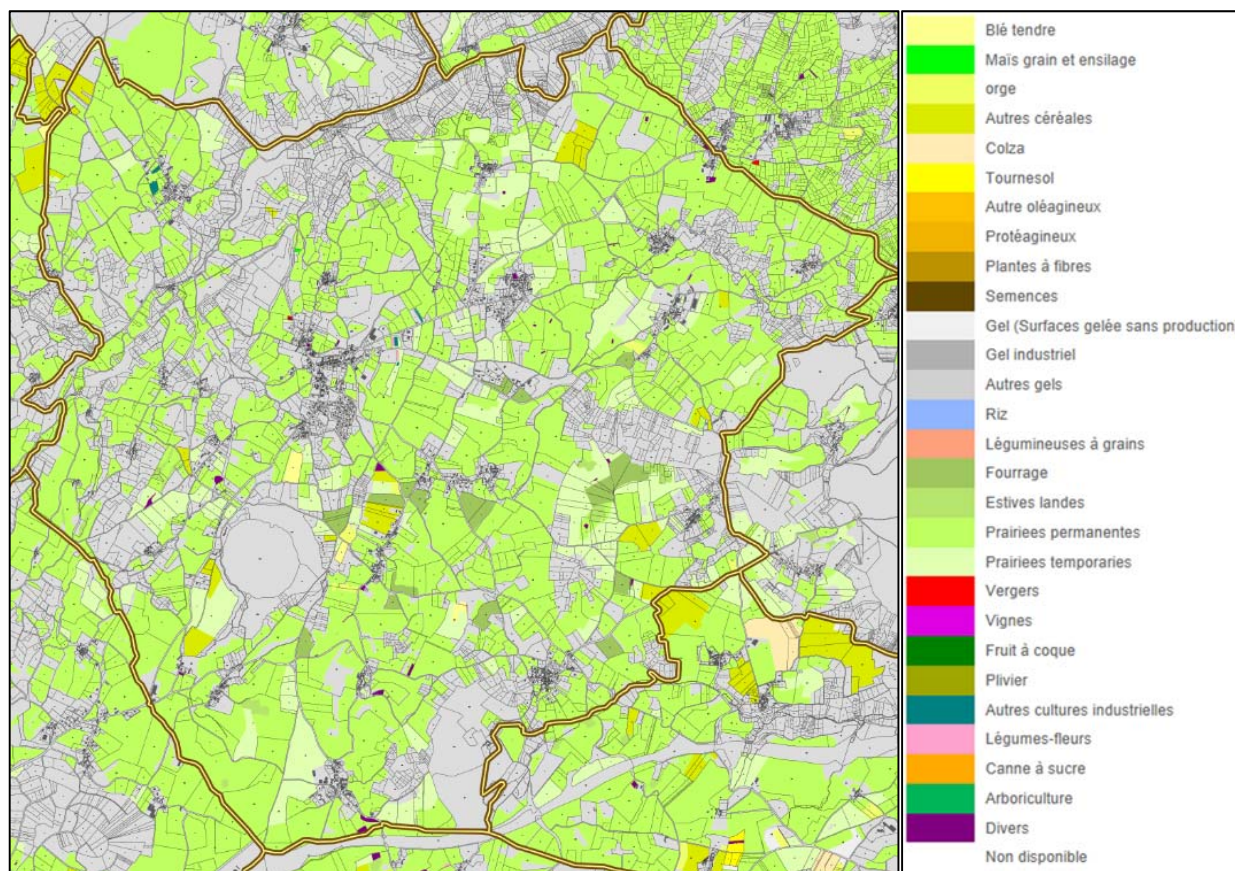 Blé tendre
Maïs grain et ensilage
orge
Autres céréales
Colza
Tournesol
Autre oléagineux
Protéagineux
Plantes à fibres
Semences
Gel (Surfaces gelée sans production
Gel industriel
Autres gels
Riz
Légumineuses à grains
Fourrage
Estives landes
Prairiees permanentes
Prairiees temporaries
Vergers
Vignes
Fruit à coque
Plivier
Autres cultures industrielles
Légumes-fleurs
Canne à sucre
Arboriculture
Divers
Non disponible